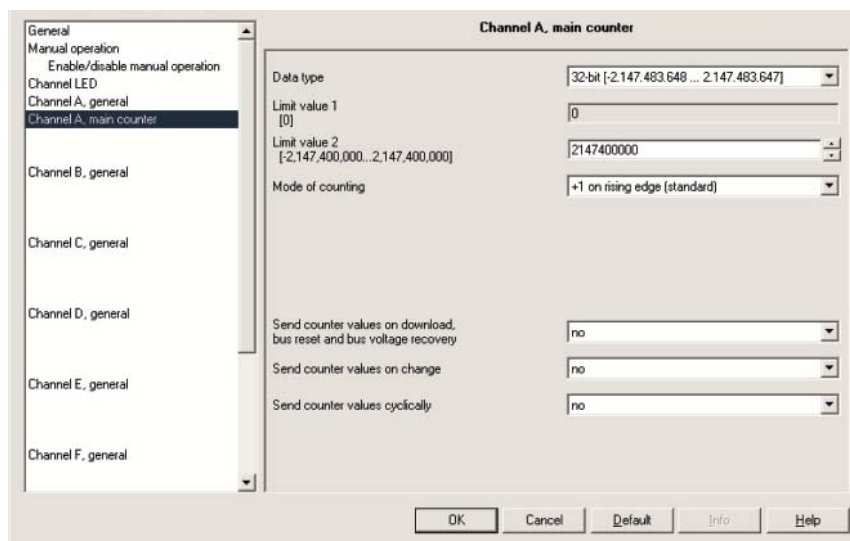 Channel A, main counter
General
Manual operation
Enable/disable manual operation
Channel LED
Channel A, general
Channel A, main counter
Channel B, general
Channel C, general
Channel D, general
Channel E, general
Channel F, general
Data type
32-bit [-2.147.483.648 ... 2.147.483.647]
Limit value 1
[0]
0
Limit value 2
[-2,147,400,000...2,147,400,000]
2147400000
Mode of counting
+1 on rising edge (standard)
Send counter values on download,
bus reset and bus voltage recovery
no
Send counter values on change
no
Send counter values cyclically
no
OK
Cancel
Default
Info
Help